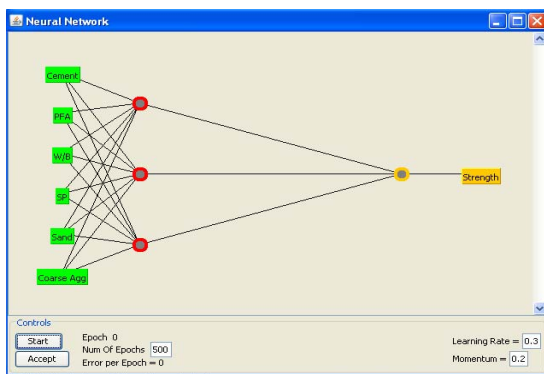 Neural Network
Cement
PFA
W/B
SP
Sand
Coarse Agg
Strength
Controls
Start
Accept
Epoch 0
Num Of Epochs 500
Error per Epoch = 0
Learning Rate = 0.3
Momentum = 0.2